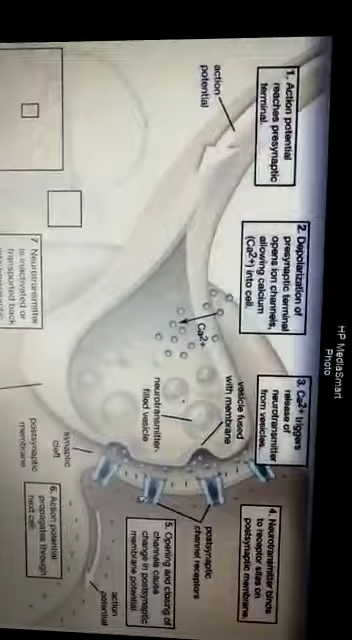 HP MediaSmart
Photo
1. Action potential
reaches presynaptic
terminal.
action
potential
2. Depolarization of
presynaptic terminal
opens ion channels,
allowing calcium
(Ca2+) into cell.
Ca2+
3. Ca2+ triggers
release of
neurotransmitter
from vesicles.
vesicle fused
with membrane
neurotransmitter-
filled vesicle
4. Neurotransmitter binds
to receptor sites on
postsynaptic membrane.
postsynaptic
channel receptors
5. Opening and closing of
channels cause
change in postsynaptic
membrane potential.
synaptic
cleft
postsynaptic
membrane
6. Action potential
propagates through
next cell.
action
potential
7. Neurotransmitter
is inactivated or
transported back